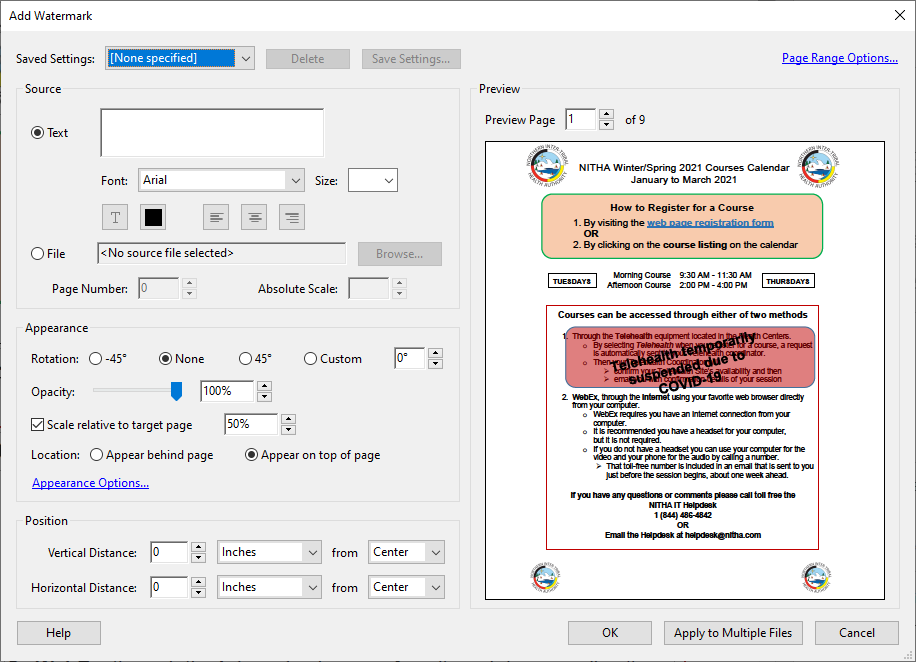 Add Watermark
Saved Settings: [None specified] Delete Save Settings... Page Range Options...
Source
Text
Font: Arial Size:
T
File <No source file selected> Browse...
Page Number: 0 Absolute Scale:
Appearance
Rotation: -45° None 45° Custom 0°
Opacity: 100%
Scale relative to target page 50%
Location: Appear behind page Appear on top of page
Appearance Options...
Position
Vertical Distance: 0 Inches from Center
Horizontal Distance: 0 Inches from Center
Preview
Preview Page 1 of 9
NITHA Winter/Spring 2021 Courses Calendar
January to March 2021
How to Register for a Course
1. By visiting the web page registration form
OR
2. By clicking on the course listing on the calendar
TUESDAYS
Morning Course 9:30 AM - 11:30 AM
Afternoon Course 2:00 PM - 4:00 PM
THURSDAYS
Courses can be accessed through either of two methods
1. Through the Telehealth equipment located in the Health Centers.
o By selecting Telehealth when you register for a course, a request
is automatically sent to your Telehealth coordinator.
o Then your Telehealth Coordinator will
➢ confirm your Telehealth Site's availability and then
➢ email you with confirmation details of your session
Telehealth temporarily
suspended due to
COVID 19
2. WebEx, through the Internet using your favorite web browser directly
from your computer.
o WebEx requires you have an Internet connection from your
computer.
o It is recommended you have a headset for your computer,
but it is not required.
o If you do not have a headset you can use your computer for the
video and your phone for the audio by calling a number.
➢ That toll-free number is included in an email that is sent to you
just before the session begins, about one week ahead.
If you have any questions or comments please call toll free the
NITHA IT Helpdesk
1 (844) 486-4842
OR
Email the Helpdesk at helpdesk@nitha.com
Help OK Apply to Multiple Files Cancel